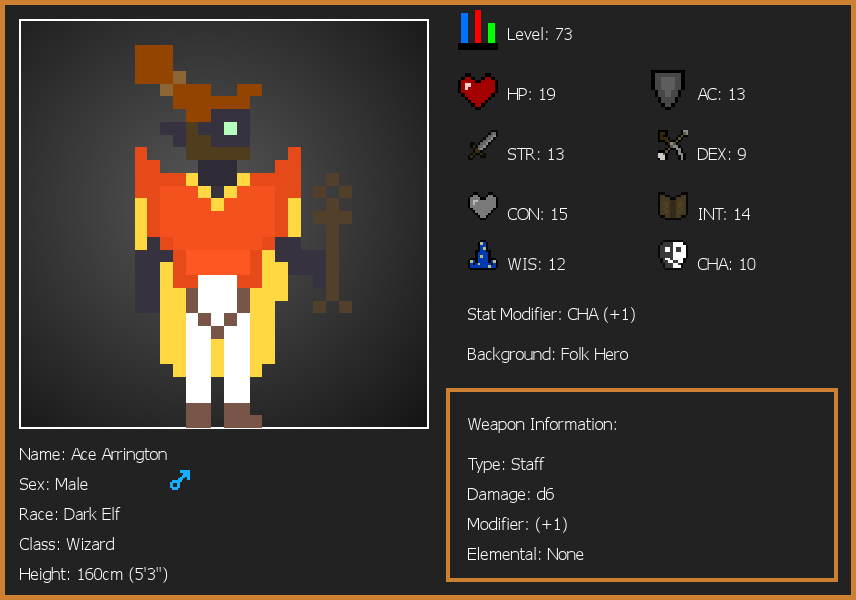 Level: 73
HP: 19
AC: 13
STR: 13
DEX: 9
CON: 15
INT: 14
WIS: 12
CHA: 10
Stat Modifier: CHA (+1)
Background: Folk Hero
Weapon Information:
Type: Staff
Damage: d6
Modifier: (+1)
Elemental: None
Name: Ace Arrington
Sex: Male
Race: Dark Elf
Class: Wizard
Height: 160cm (5'3")